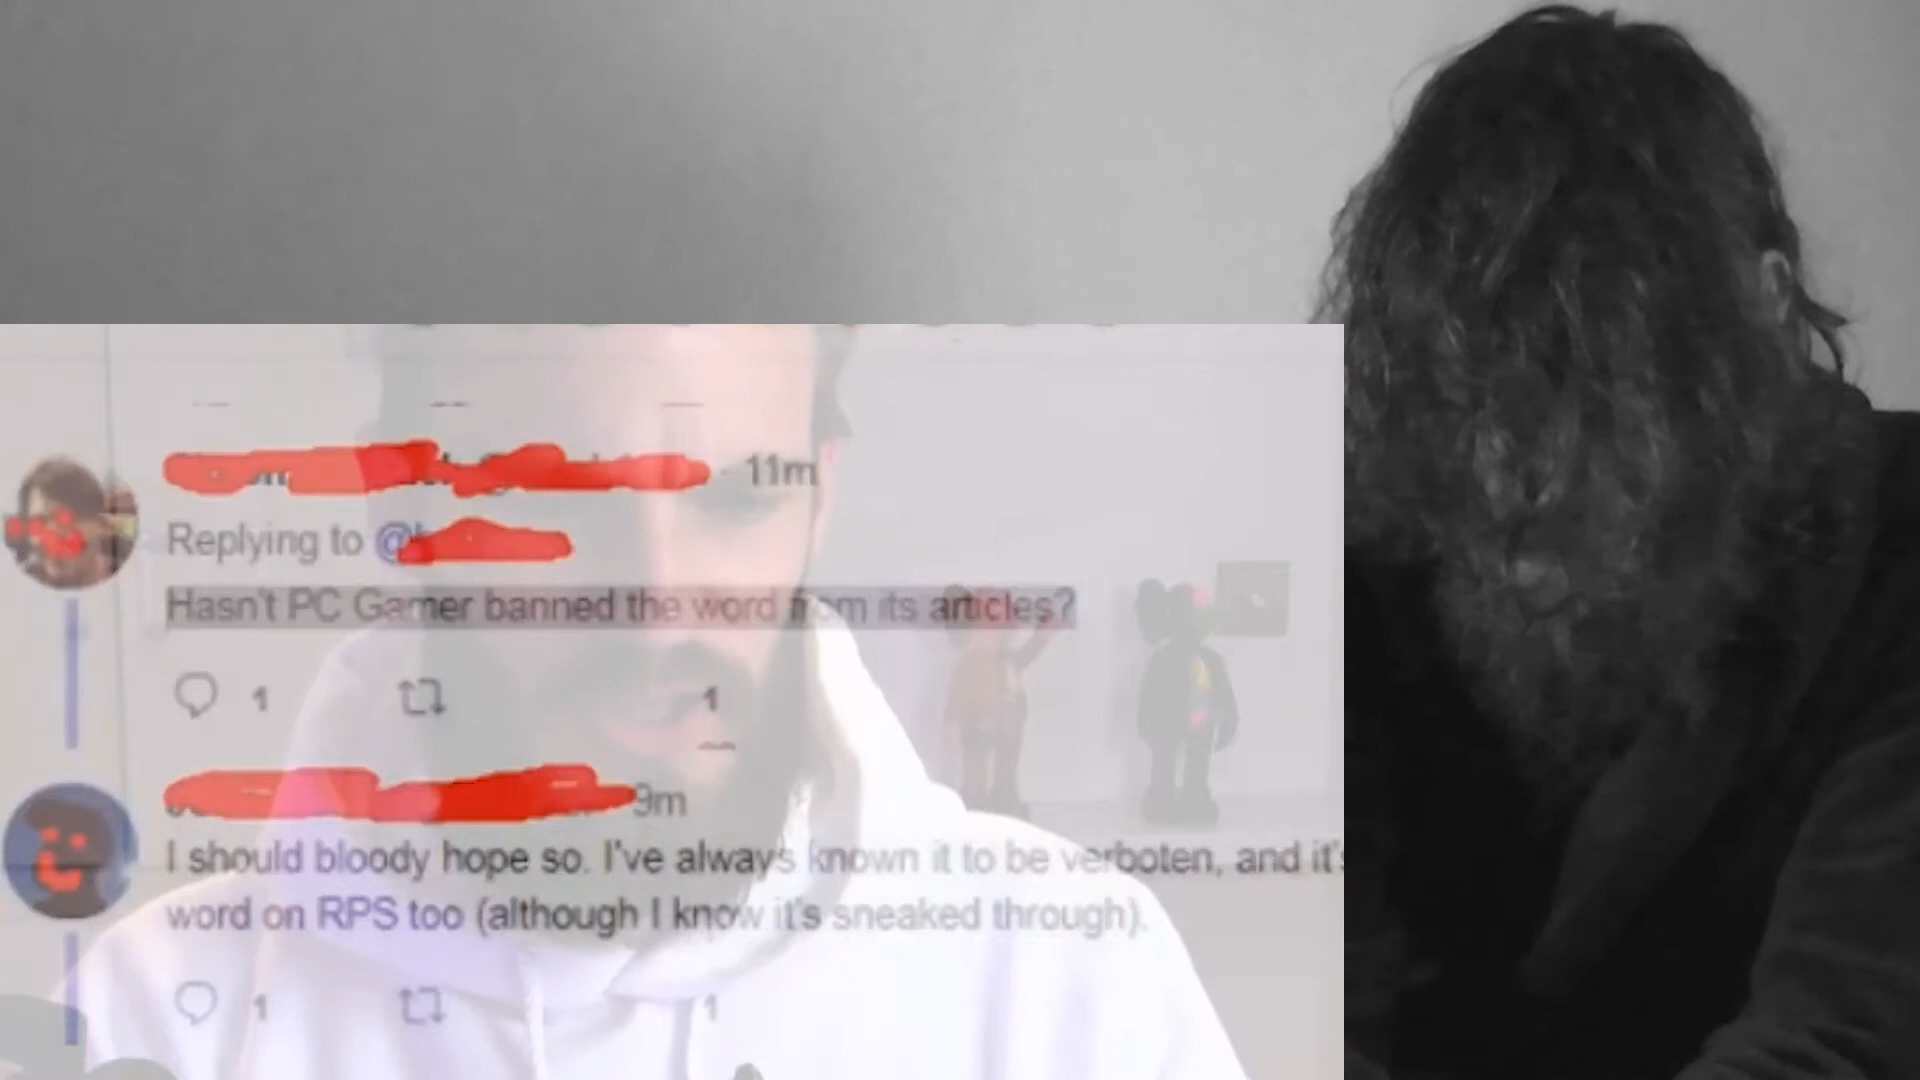 11m
Replying to @
Hasn't PC Gamer banned the word from its articles?
1 1
9m
I should bloody hope so. I've always known it to be verboten, and it's
word on RPS too (although I know it's sneaked through).
1 1